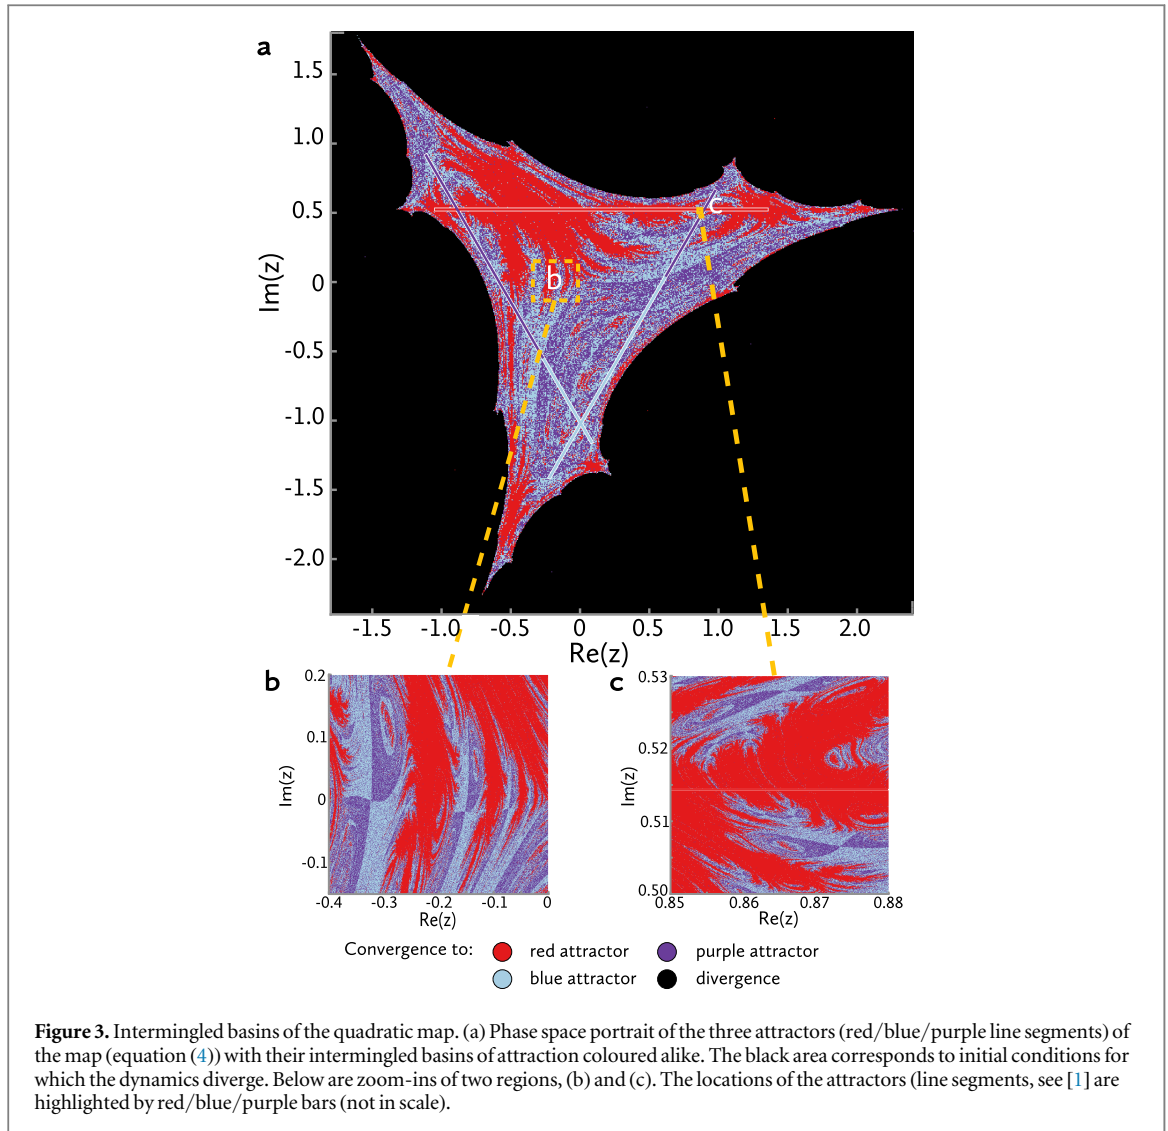 a
1.5
1.0
0.5
0
-0.5
-1.0
-1.5
-2.0
Im(z)
b
c
-1.5 -1.0 -0.5 0 0.5 1.0 1.5 2.0
Re(z)
b
0.2
0.1
0
-0.1
Im(z)
-0.4 -0.3 -0.2 -0.1 0
Re(z)
c
0.53
0.52
0.51
0.50
Im(z)
0.85 0.86 0.87 0.88
Re(z)
Convergence to: red attractor purple attractor
blue attractor divergence
Figure 3. Intermingled basins of the quadratic map. (a) Phase space portrait of the three attractors (red/blue/purple line segments) of
the map (equation (4)) with their intermingled basins of attraction coloured alike. The black area corresponds to initial conditions for
which the dynamics diverge. Below are zoom-ins of two regions, (b) and (c). The locations of the attractors (line segments, see [1] are
highlighted by red/blue/purple bars (not in scale).